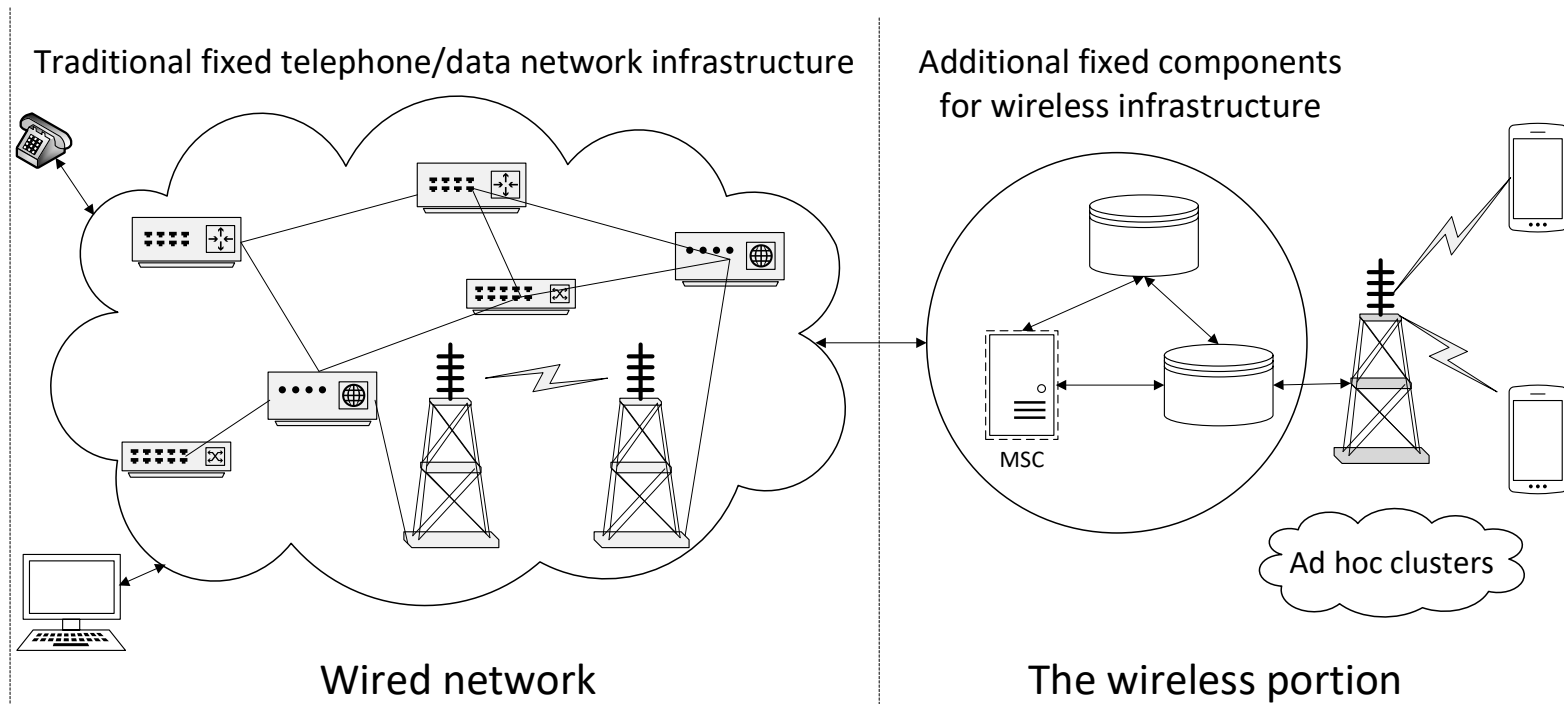 Traditional fixed telephone/data network infrastructure
Additional fixed components
for wireless infrastructure
MSC
Ad hoc clusters
Wired network
The wireless portion